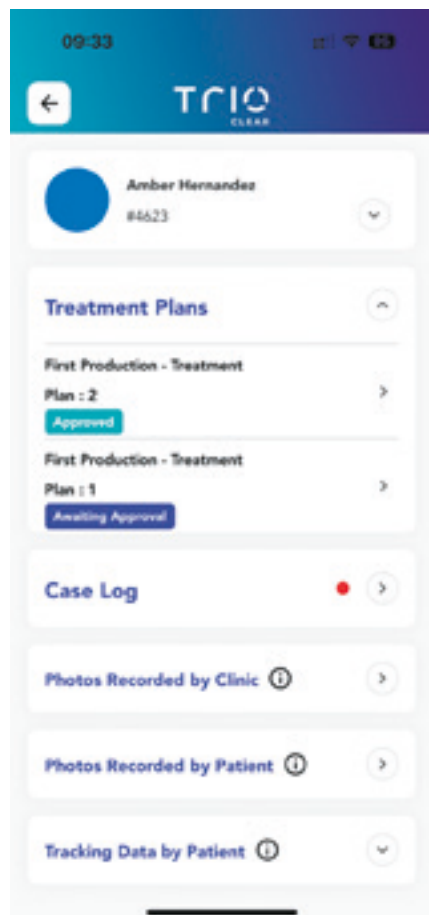 09:33
TRIO
CLEAR
Amber Hernandez
#4623
Treatment Plans
First Production - Treatment
Plan : 2
Approved
First Production - Treatment
Plan : 1
Awaiting Approval
Case Log
Photos Recorded by Clinic
Photos Recorded by Patient
Tracking Data by Patient